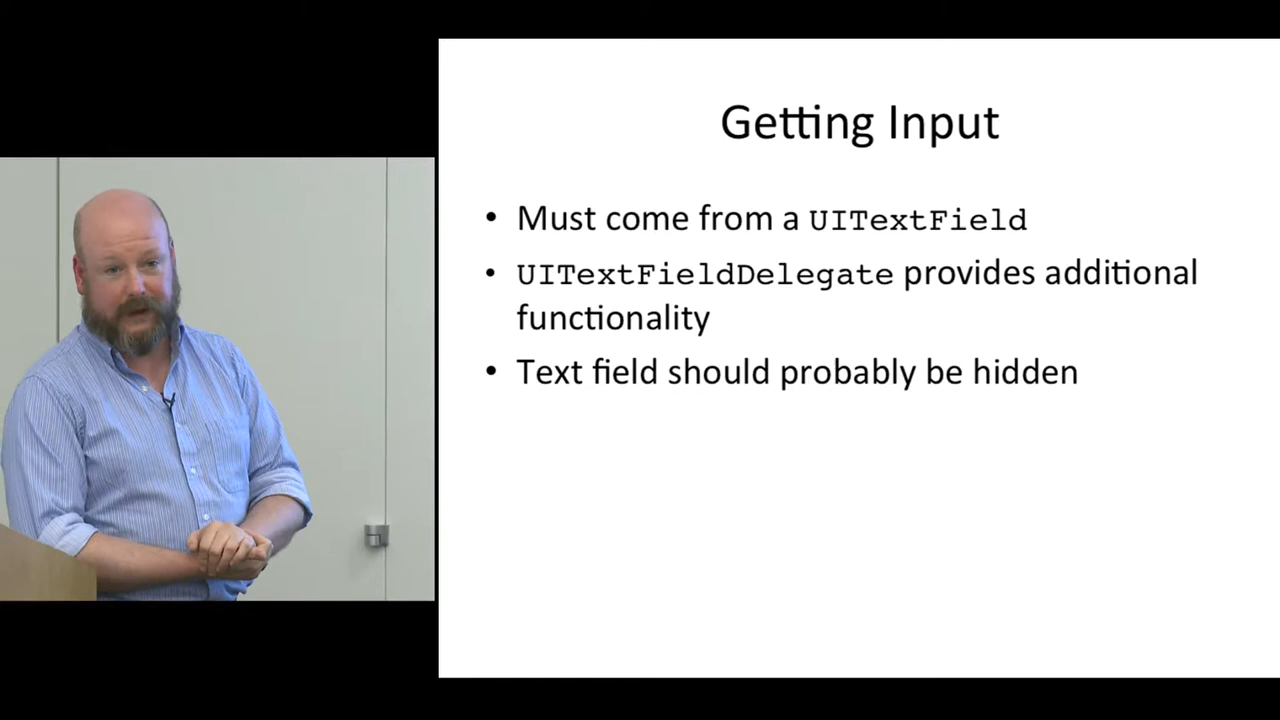 Getting Input
• Must come from a UITextField
• UITextFieldDelegate provides additional
functionality
• Text field should probably be hidden